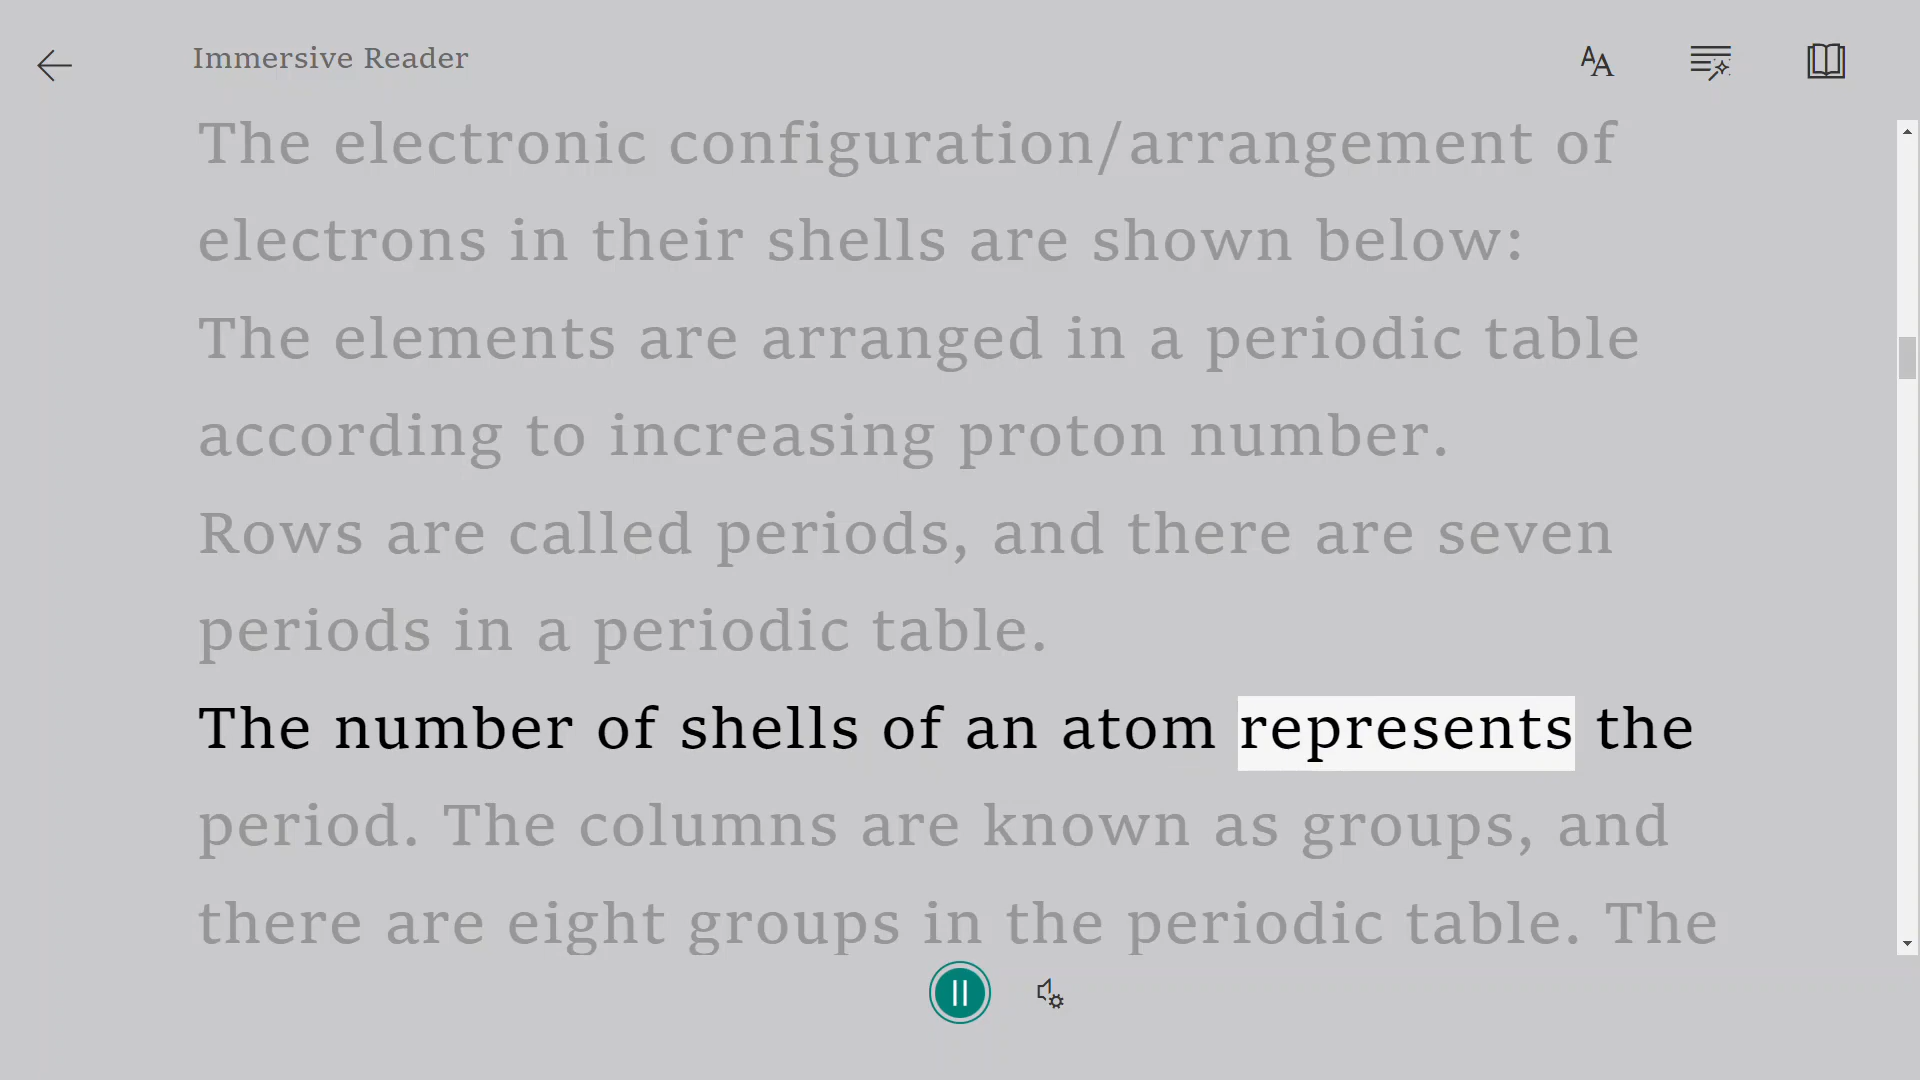 Immersive Reader
The electronic configuration/arrangement of
electrons in their shells are shown below:
The elements are arranged in a periodic table
according to increasing proton number.
Rows are called periods, and there are seven
periods in a periodic table.
The number of shells of an atom represents the
period. The columns are known as groups, and
there are eight groups in the periodic table. The